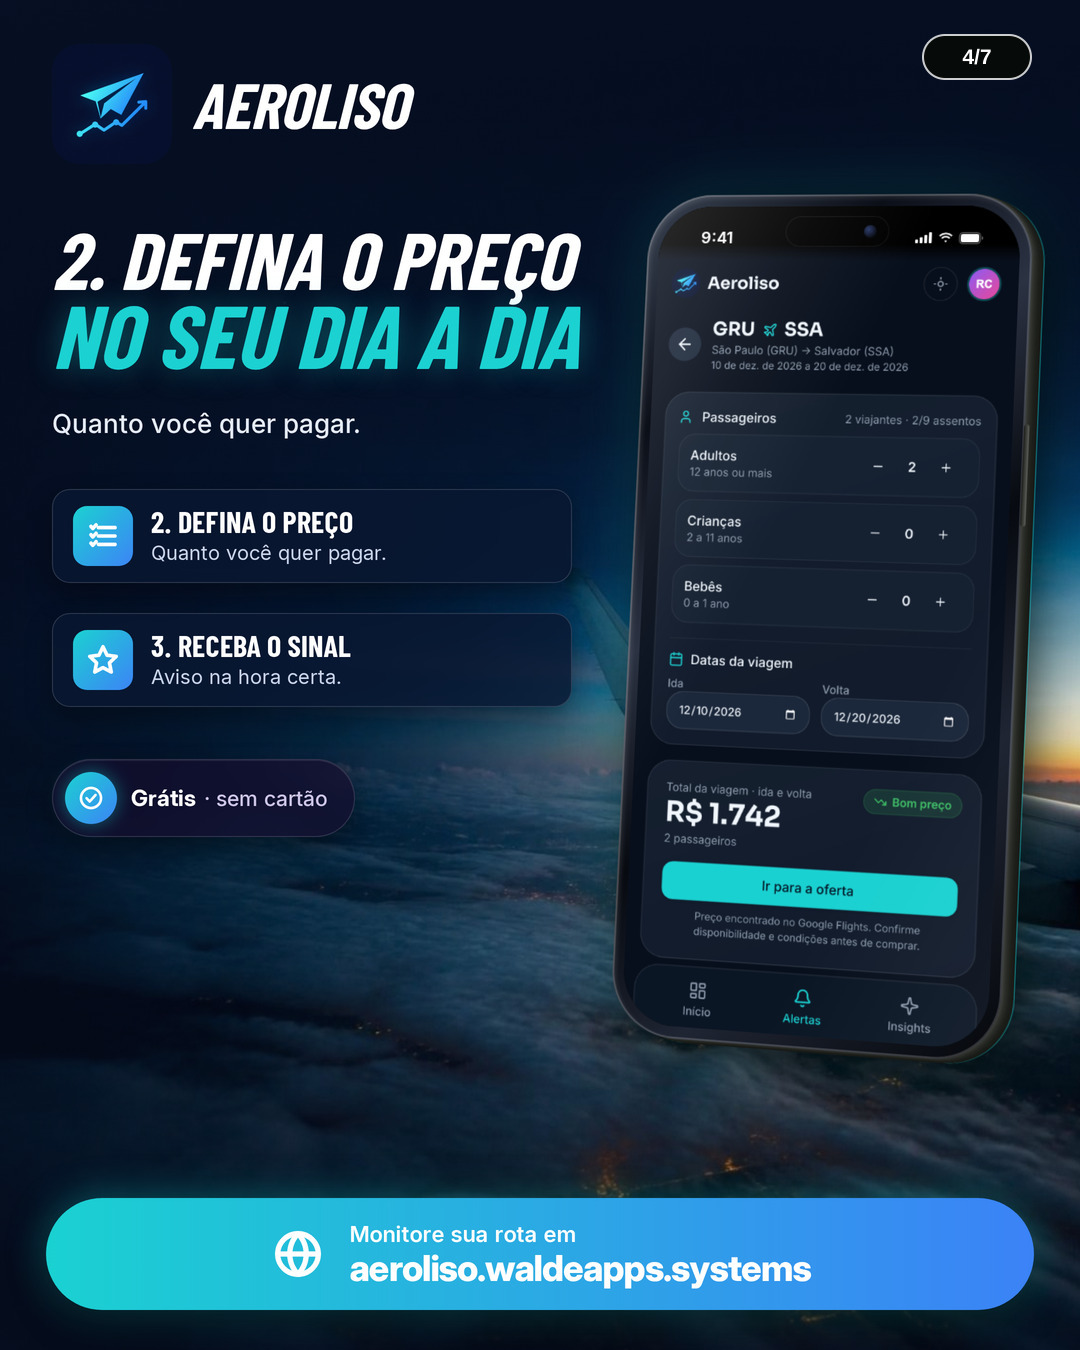 AEROLISO
4/7
2. DEFINA O PREÇO
NO SEU DIA A DIA
Quanto você quer pagar.
2. DEFINA O PREÇO
Quanto você quer pagar.
3. RECEBA O SINAL
Aviso na hora certa.
Grátis · sem cartão
9:41
Aeroliso
RC
GRU SSA
São Paulo (GRU) → Salvador (SSA)
10 de dez. de 2026 a 20 de dez. de 2026
Passageiros 2 viajantes · 2/9 assentos
Adultos
12 anos ou mais
− 2 +
Crianças
2 a 11 anos
− 0 +
Bebês
0 a 1 ano
− 0 +
Datas da viagem
Ida Volta
12/10/2026 12/20/2026
Total da viagem · ida e volta
R$ 1.742
Bom preço
2 passageiros
Ir para a oferta
Preço encontrado no Google Flights. Confirme
disponibilidade e condições antes de comprar.
Início Alertas Insights
Monitore sua rota em
aeroliso.waldeapps.systems